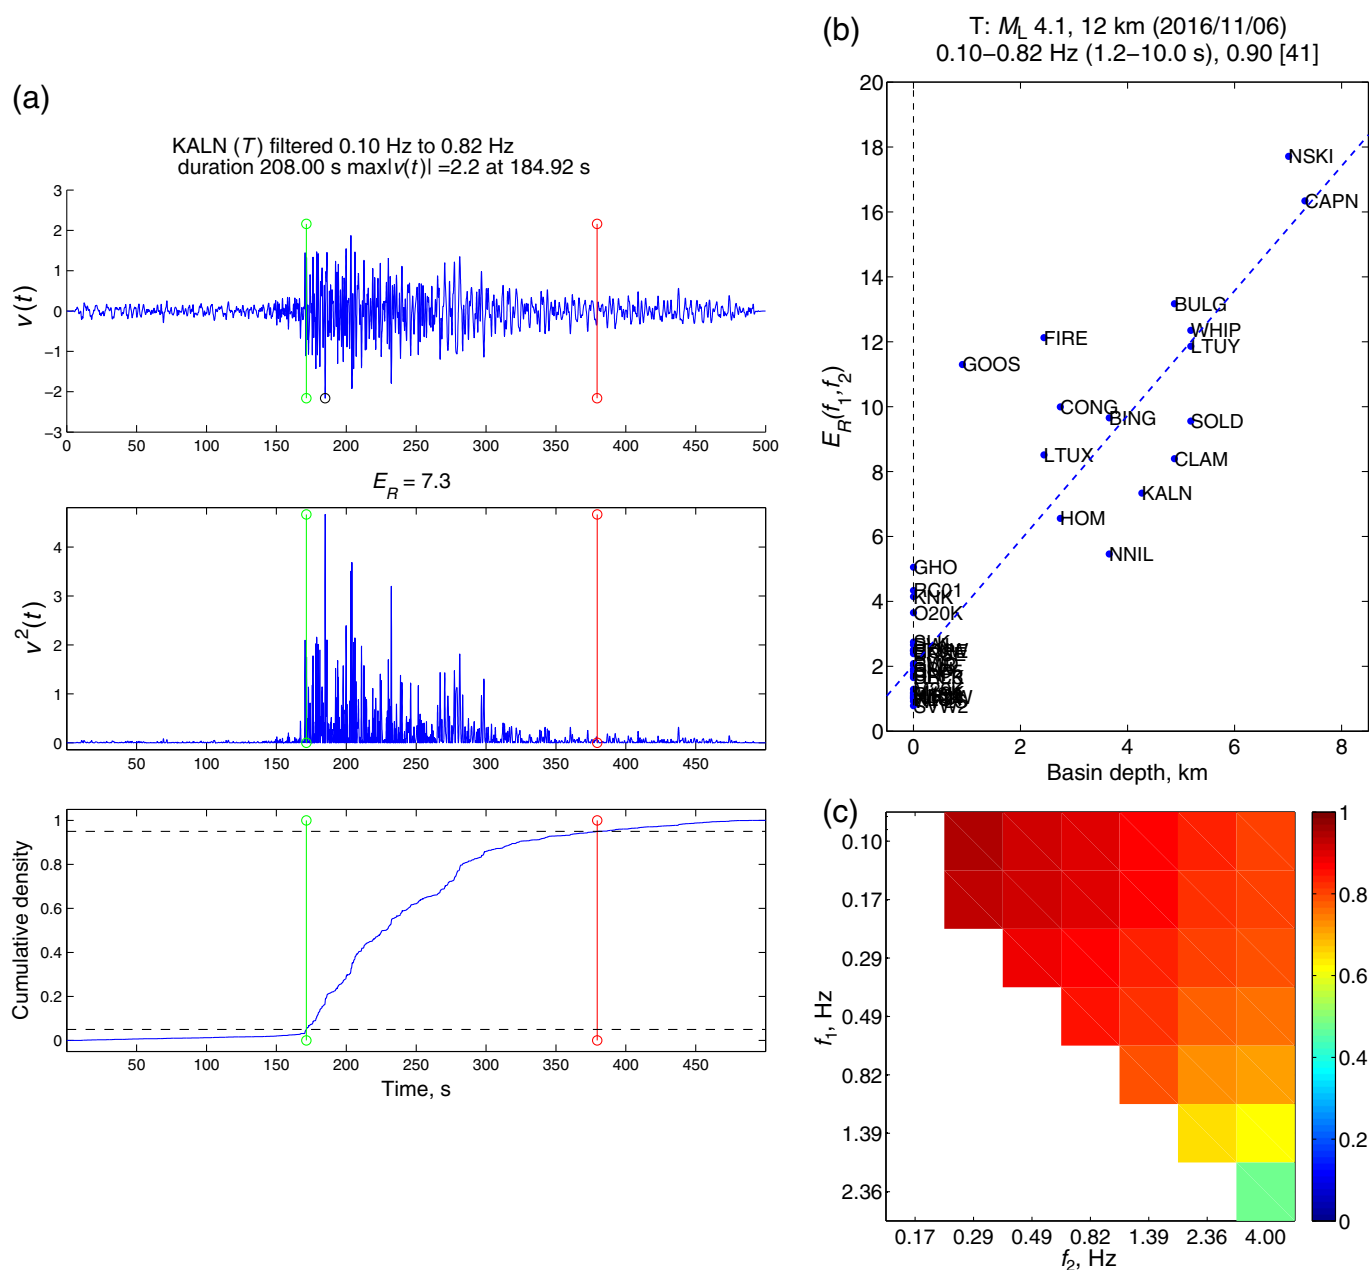 (a)
KALN (T) filtered 0.10 Hz to 0.82 Hz
duration 208.00 s max|v(t)| =2.2 at 184.92 s
3
2
1
0
−1
−2
−3
v(t)
0 50 100 150 200 250 300 350 400 450 500
E_R = 7.3
4
3
2
1
0
v²(t)
50 100 150 200 250 300 350 400 450
1
0.8
0.6
0.4
0.2
0
Cumulative density
50 100 150 200 250 300 350 400 450
Time, s
(b)
T: M_L 4.1, 12 km (2016/11/06)
0.10−0.82 Hz (1.2−10.0 s), 0.90 [41]
20
18
16
14
12
10
8
6
4
2
0
E_R(f_1,f_2)
NSKI
CAPN
BULG
WHIP
LTUY
FIRE
GOOS
CONG
BING
SOLD
LTUX
CLAM
KALN
HOM
NNIL
GHO
RC01
KNK
O20K
SVW2
0 2 4 6 8
Basin depth, km
(c)
0.10
0.17
0.29
0.49
0.82
1.39
2.36
f_1, Hz
0.17 0.29 0.49 0.82 1.39 2.36 4.00
f_2, Hz
1
0.8
0.6
0.4
0.2
0